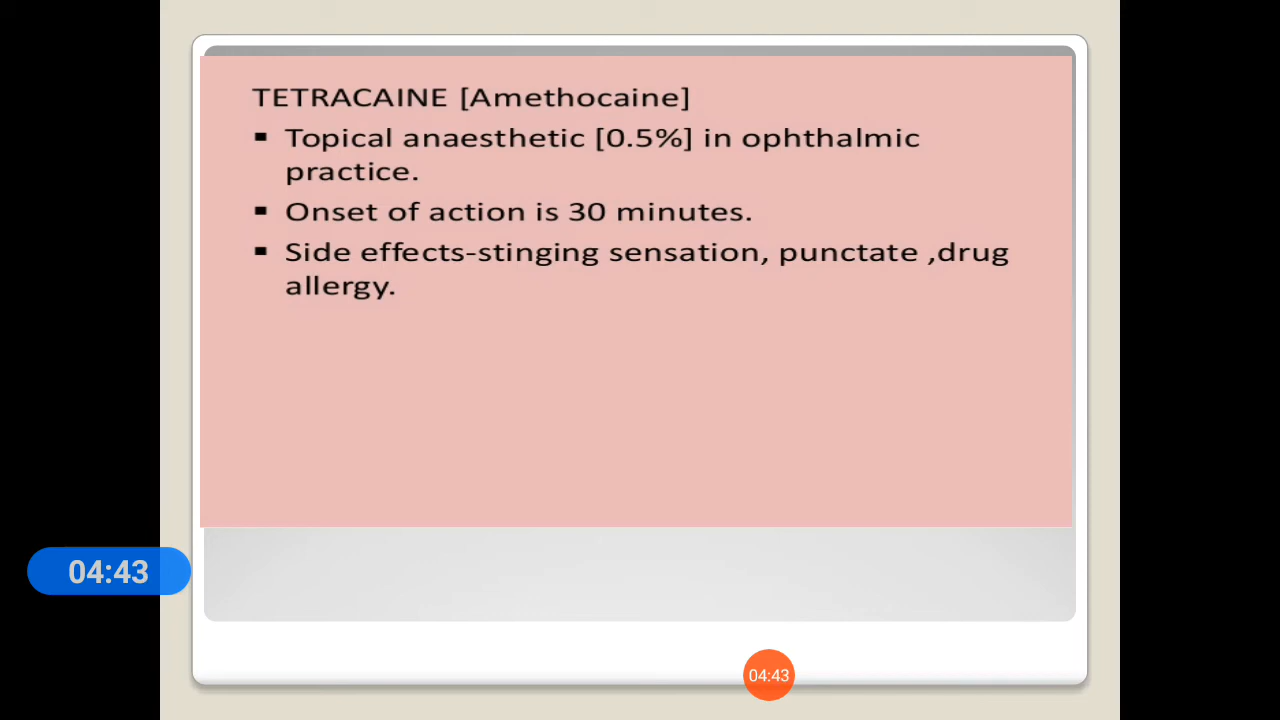 TETRACAINE [Amethocaine]
▪ Topical anaesthetic [0.5%] in ophthalmic
practice.
▪ Onset of action is 30 minutes.
▪ Side effects-stinging sensation, punctate ,drug
allergy.
04:43
04:43